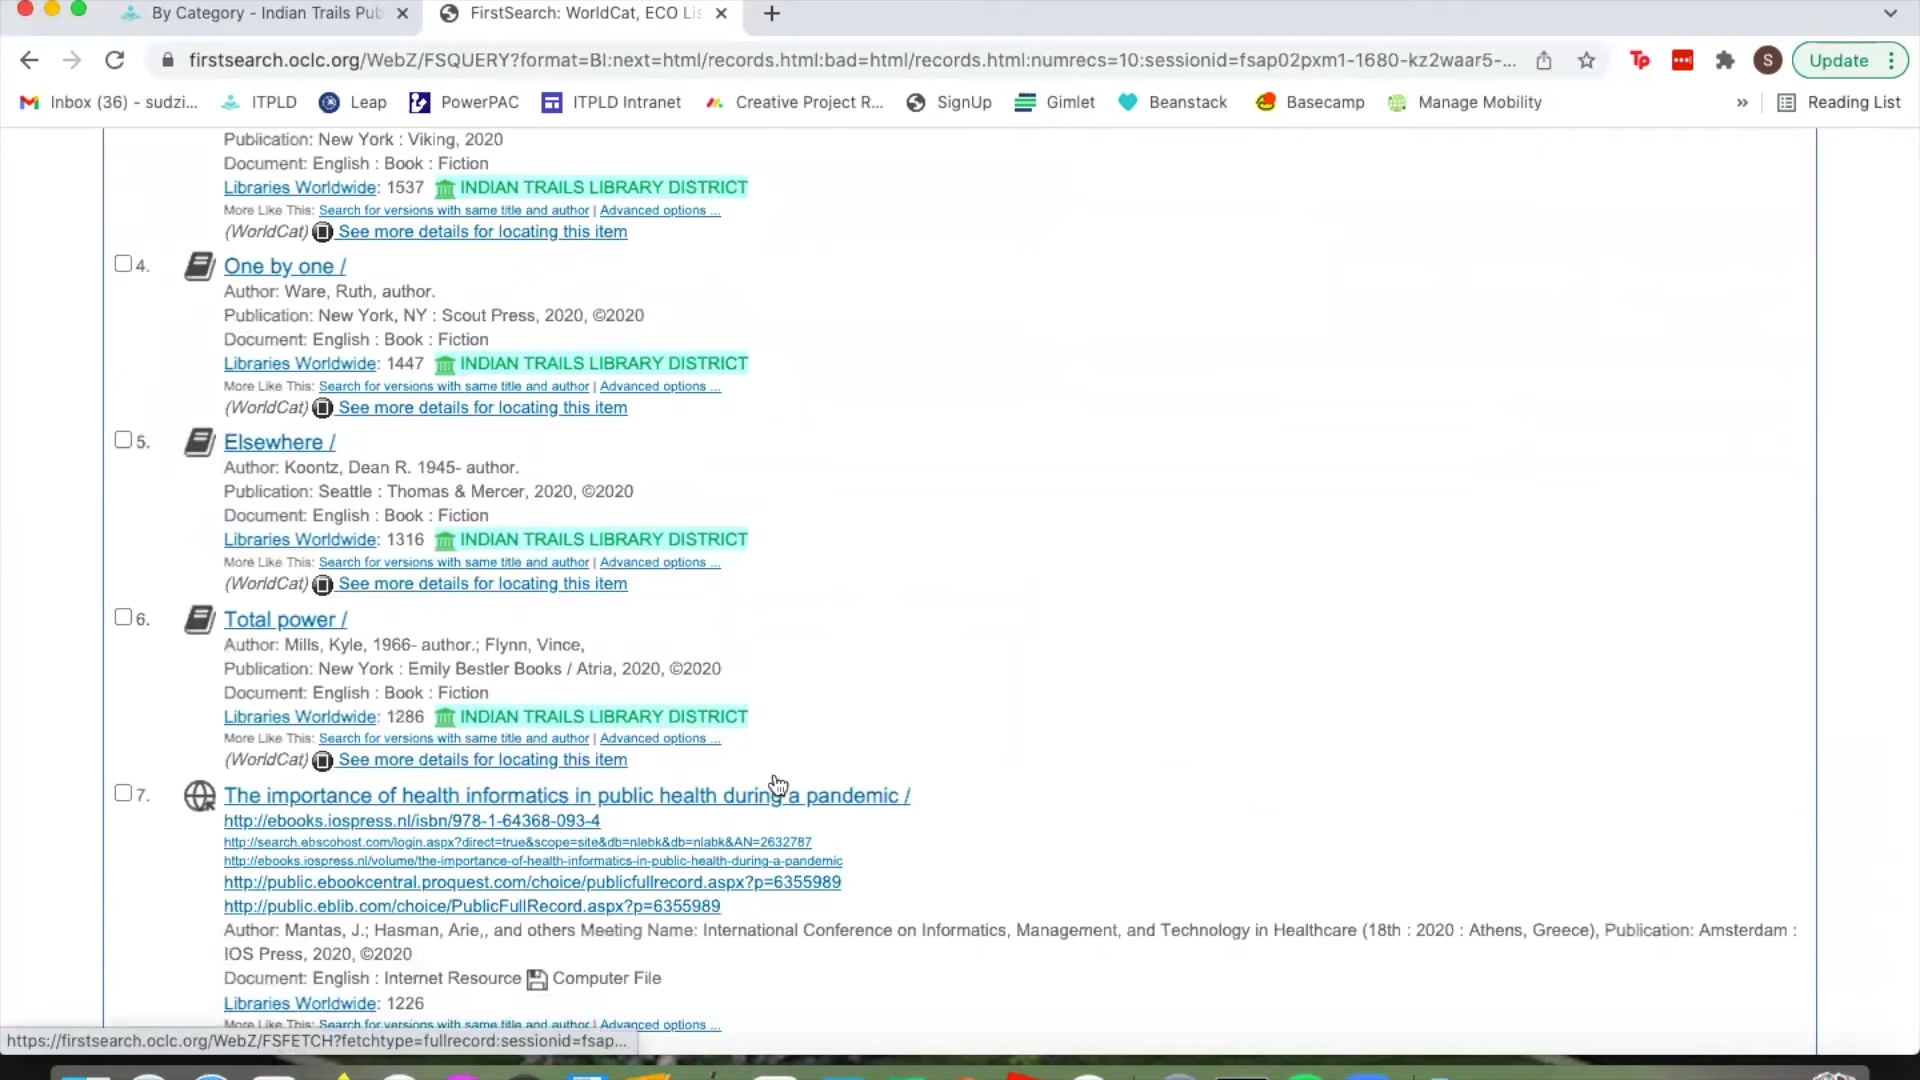 By Category - Indian Trails Pub
FirstSearch: WorldCat, ECO Lis
firstsearch.oclc.org/WebZ/FSQUERY?format=BI:next=html/records.html:bad=html/records.html:numrecs=10:sessionid=fsap02pxm1-1680-kz2waar5-...
Tp
S
Update
Inbox (36) - sudzi...
ITPLD
Leap
PowerPAC
ITPLD Intranet
Creative Project R...
SignUp
Gimlet
Beanstack
Basecamp
Manage Mobility
»
Reading List
Publication: New York : Viking, 2020
Document: English : Book : Fiction
Libraries Worldwide: 1537 INDIAN TRAILS LIBRARY DISTRICT
More Like This: Search for versions with same title and author | Advanced options ...
(WorldCat) See more details for locating this item
4. One by one /
Author: Ware, Ruth, author.
Publication: New York, NY : Scout Press, 2020, ©2020
Document: English : Book : Fiction
Libraries Worldwide: 1447 INDIAN TRAILS LIBRARY DISTRICT
More Like This: Search for versions with same title and author | Advanced options ...
(WorldCat) See more details for locating this item
5. Elsewhere /
Author: Koontz, Dean R. 1945- author.
Publication: Seattle : Thomas & Mercer, 2020, ©2020
Document: English : Book : Fiction
Libraries Worldwide: 1316 INDIAN TRAILS LIBRARY DISTRICT
More Like This: Search for versions with same title and author | Advanced options ...
(WorldCat) See more details for locating this item
6. Total power /
Author: Mills, Kyle, 1966- author.; Flynn, Vince,
Publication: New York : Emily Bestler Books / Atria, 2020, ©2020
Document: English : Book : Fiction
Libraries Worldwide: 1286 INDIAN TRAILS LIBRARY DISTRICT
More Like This: Search for versions with same title and author | Advanced options ...
(WorldCat) See more details for locating this item
7. The importance of health informatics in public health during a pandemic /
http://ebooks.iospress.nl/isbn/978-1-64368-093-4
http://search.ebscohost.com/login.aspx?direct=true&scope=site&db=nlebk&db=nlabk&AN=2632787
http://ebooks.iospress.nl/volume/the-importance-of-health-informatics-in-public-health-during-a-pandemic
http://public.ebookcentral.proquest.com/choice/publicfullrecord.aspx?p=6355989
http://public.eblib.com/choice/PublicFullRecord.aspx?p=6355989
Author: Mantas, J.; Hasman, Arie,, and others Meeting Name: International Conference on Informatics, Management, and Technology in Healthcare (18th : 2020 : Athens, Greece), Publication: Amsterdam :
IOS Press, 2020, ©2020
Document: English : Internet Resource Computer File
Libraries Worldwide: 1226
More Like This: Search for versions with same title and author | Advanced options ...
https://firstsearch.oclc.org/WebZ/FSFETCH?fetchtype=fullrecord:sessionid=fsap...